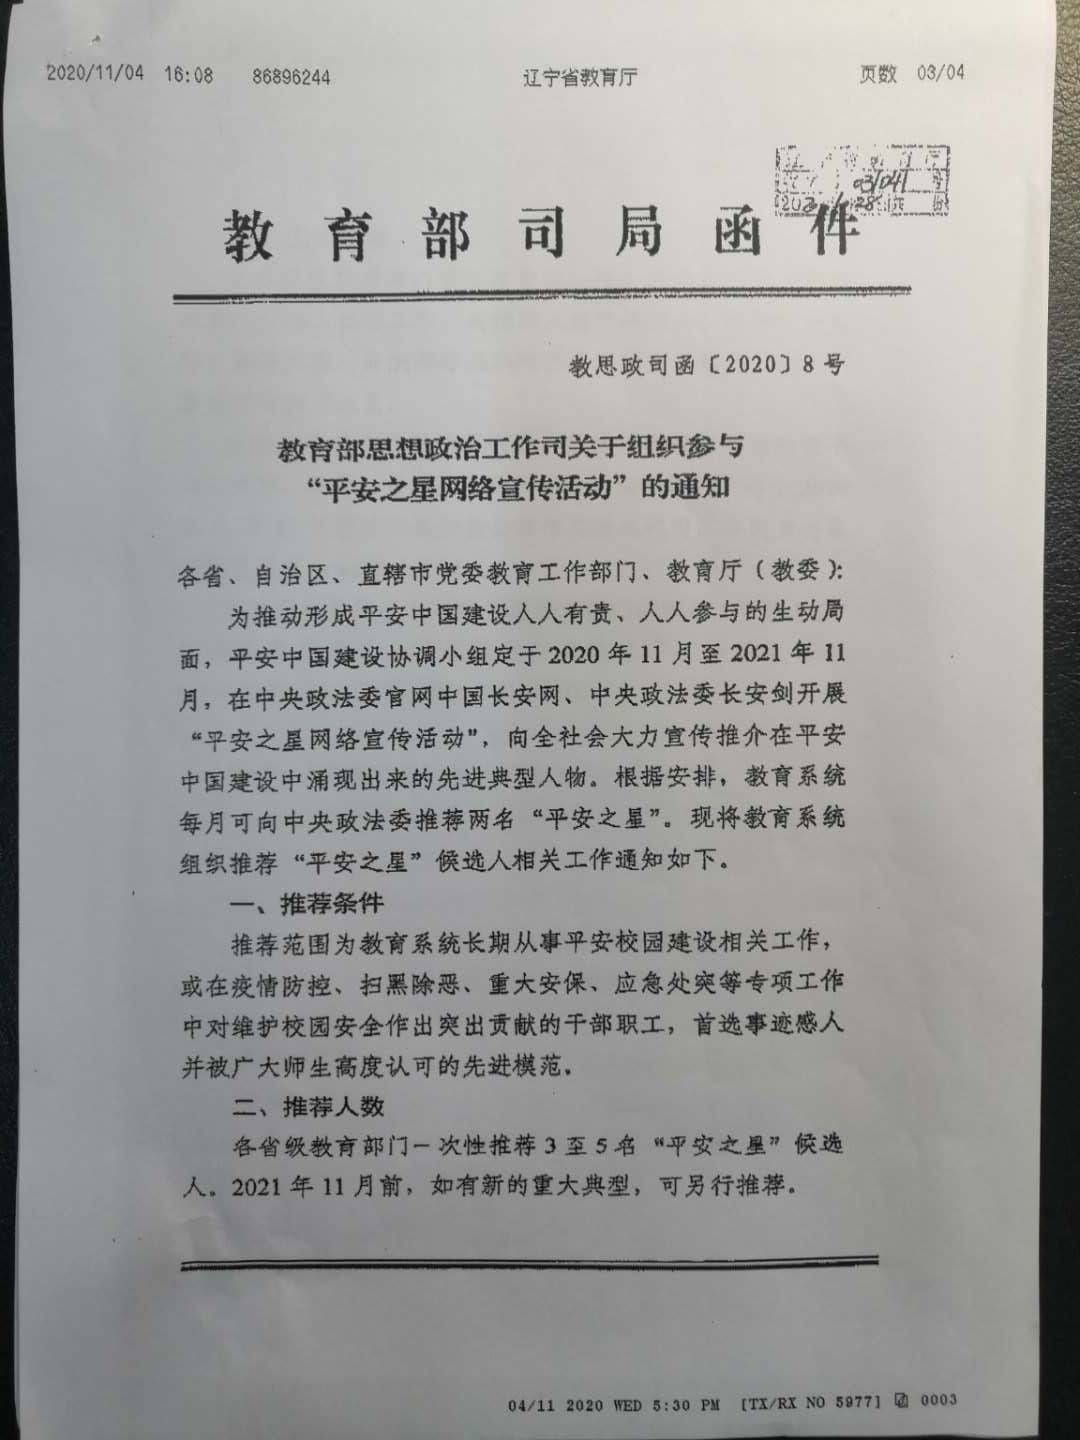 2020/11/04 16:08 86896244 辽宁省教育厅 页数 03/04
03/041 号
教育部司局函件
教思政司函〔2020〕8号
教育部思想政治工作司关于组织参与
“平安之星网络宣传活动”的通知
各省、自治区、直辖市党委教育工作部门、教育厅（教委）：
为推动形成平安中国建设人人有责、人人参与的生动局
面，平安中国建设协调小组定于2020年11月至2021年11
月，在中央政法委官网中国长安网、中央政法委长安剑开展
“平安之星网络宣传活动”，向全社会大力宣传推介在平安
中国建设中涌现出来的先进典型人物。根据安排，教育系统
每月可向中央政法委推荐两名“平安之星”。现将教育系统
组织推荐“平安之星”候选人相关工作通知如下。
一、推荐条件
推荐范围为教育系统长期从事平安校园建设相关工作，
或在疫情防控、扫黑除恶、重大安保、应急处突等专项工作
中对维护校园安全作出突出贡献的干部职工，首选事迹感人
并被广大师生高度认可的先进模范。
二、推荐人数
各省级教育部门一次性推荐3至5名“平安之星”候选
人。2021年11月前，如有新的重大典型，可另行推荐。
04/11 2020 WED 5:30 PM [TX/RX NO 5977] 0003